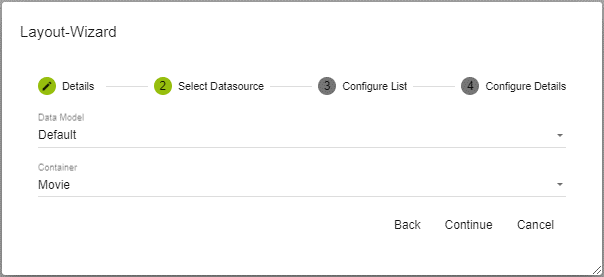 Layout-Wizard
Details 2 Select Datasource 3 Configure List 4 Configure Details
Data Model
Default
Container
Movie
Back Continue Cancel